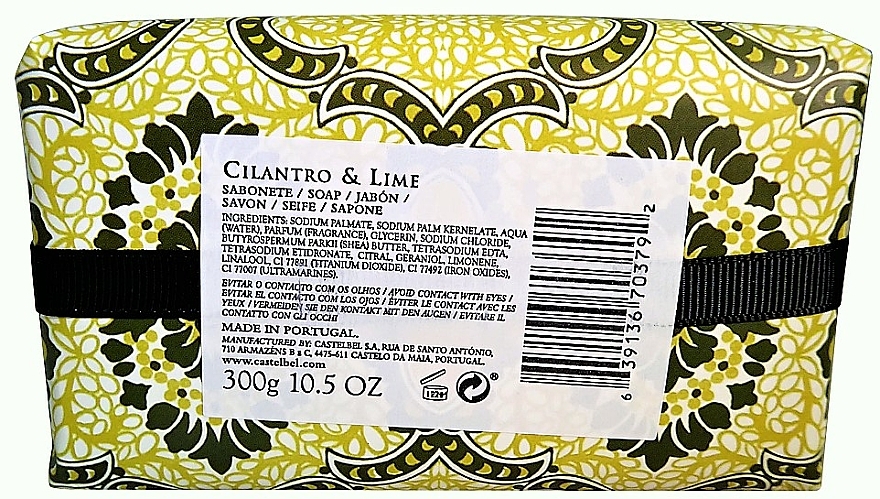 CILANTRO & LIME
SABONETE / SOAP / JABÓN /
SAVON / SEIFE / SAPONE
INGREDIENTS: SODIUM PALMATE, SODIUM PALM KERNELATE, AQUA
(WATER), PARFUM (FRAGRANCE), GLYCERIN, SODIUM CHLORIDE,
BUTYROSPERMUM PARKII (SHEA) BUTTER, TETRASODIUM EDTA,
TETRASODIUM ETIDRONATE, CITRAL, GERANIOL, LIMONENE,
LINALOOL, CI 77891 (TITANIUM DIOXIDE), CI 77492 (IRON OXIDES),
CI 77007 (ULTRAMARINES).
EVITAR O CONTACTO COM OS OLHOS / AVOID CONTACT WITH EYES /
EVITAR EL CONTACTO CON LOS OJOS / ÉVITER LE CONTACT AVEC LES
YEUX / VERMEIDEN SIE DEN KONTAKT MIT DEN AUGEN / EVITARE IL
CONTATTO CON GLI OCCHI
MADE IN PORTUGAL.
MANUFACTURED BY: CASTELBEL S.A, RUA DE SANTO ANTÓNIO,
710 ARMAZÉNS B a C, 4475-611 CASTELO DA MAIA, PORTUGAL.
www.castelbel.com
300g 10.5 OZ
6 39136 70379 2